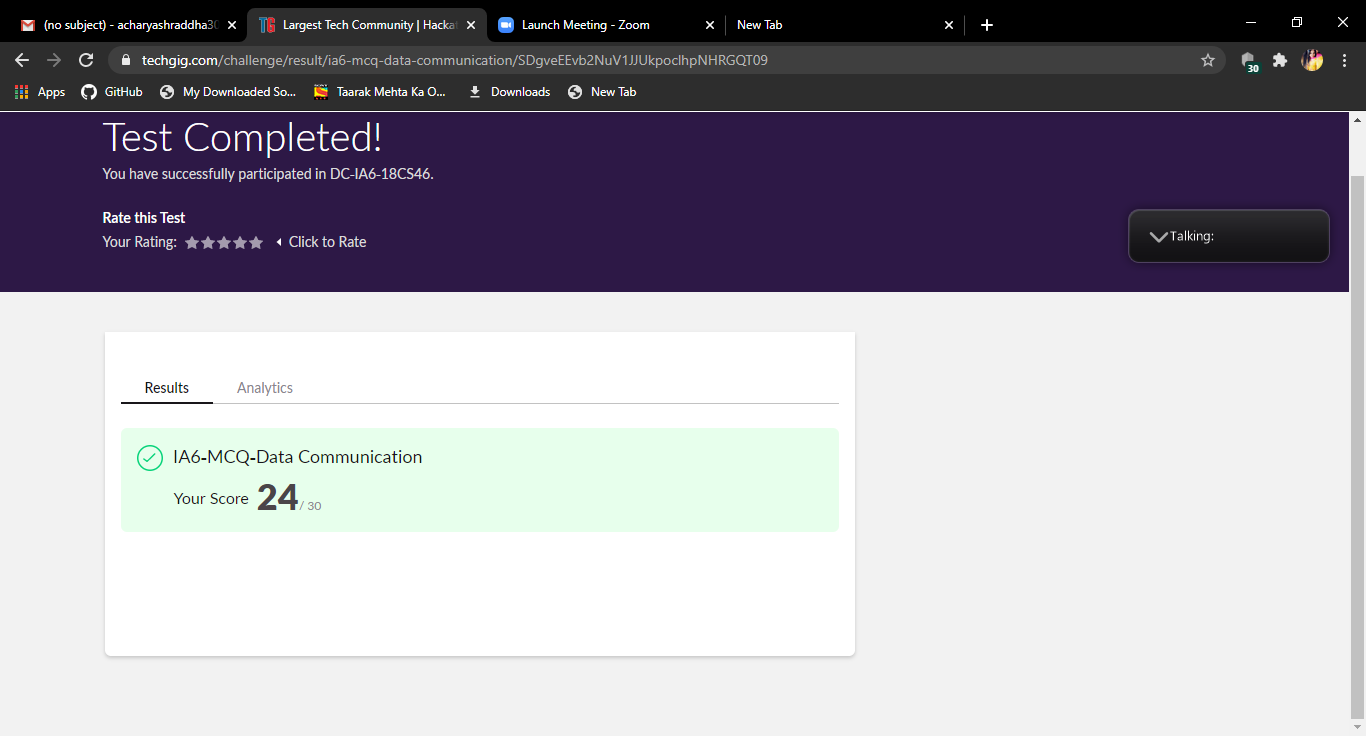 (no subject) - acharyashraddha30
Largest Tech Community | Hacka
Launch Meeting - Zoom
New Tab
techgig.com/challenge/result/ia6-mcq-data-communication/SDgveEEvb2NuV1JJUkpoclhpNHRGQT09
30
Apps
GitHub
My Downloaded So...
Taarak Mehta Ka O...
Downloads
New Tab
Test Completed!
You have successfully participated in DC-IA6-18CS46.
Rate this Test
Your Rating: Click to Rate
Talking:
Results Analytics
IA6-MCQ-Data Communication
Your Score 24/ 30